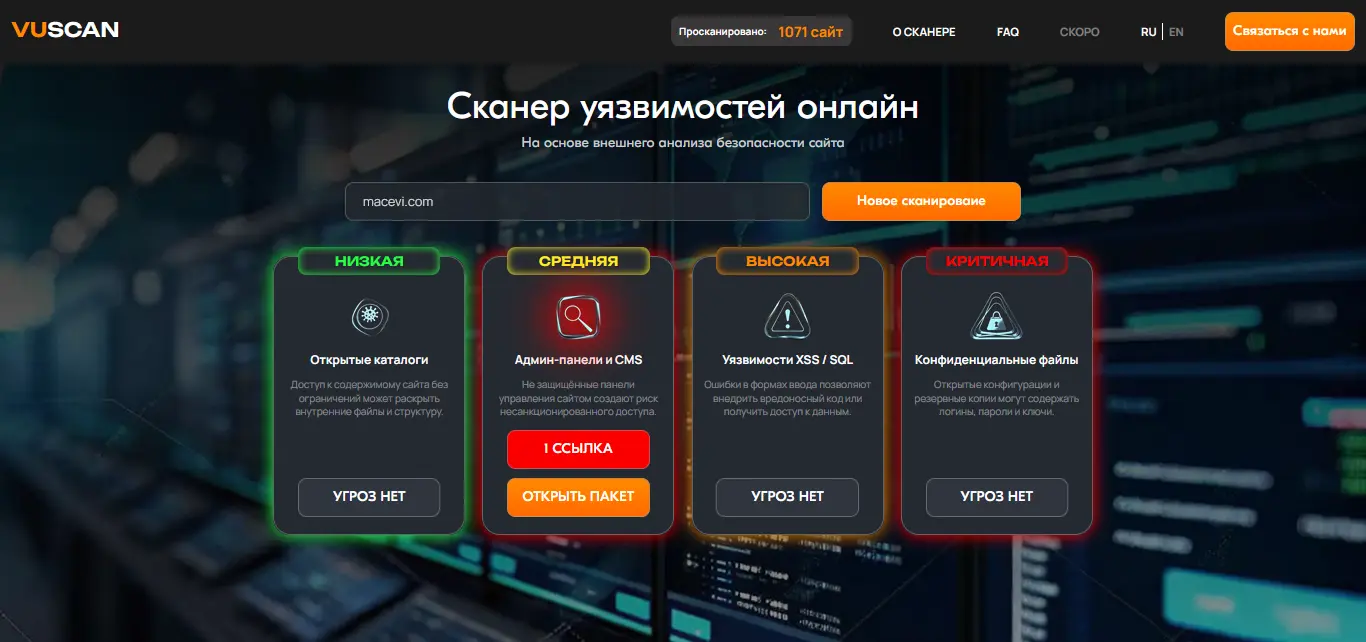 VUSCAN
Просканировано: 1071 сайт
О СКАНЕРЕ
FAQ
СКОРО
RU | EN
Связаться с нами
Сканер уязвимостей онлайн
На основе внешнего анализа безопасности сайта
macevi.com
Новое сканироваие
НИЗКАЯ
Открытые каталоги
Доступ к содержимому сайта без
ограничений может раскрыть
внутренние файлы и структуру.
УГРОЗ НЕТ
СРЕДНЯЯ
Админ-панели и CMS
Не защищённые панели
управления сайтом создают риск
несанкционированного доступа.
1 ССЫЛКА
ОТКРЫТЬ ПАКЕТ
ВЫСОКАЯ
Уязвимости XSS / SQL
Ошибки в формах ввода позволяют
внедрить вредоносный код или
получить доступ к данным.
УГРОЗ НЕТ
КРИТИЧНАЯ
Конфиденциальные файлы
Открытые конфигурации и
резервные копии могут содержать
логины, пароли и ключи.
УГРОЗ НЕТ